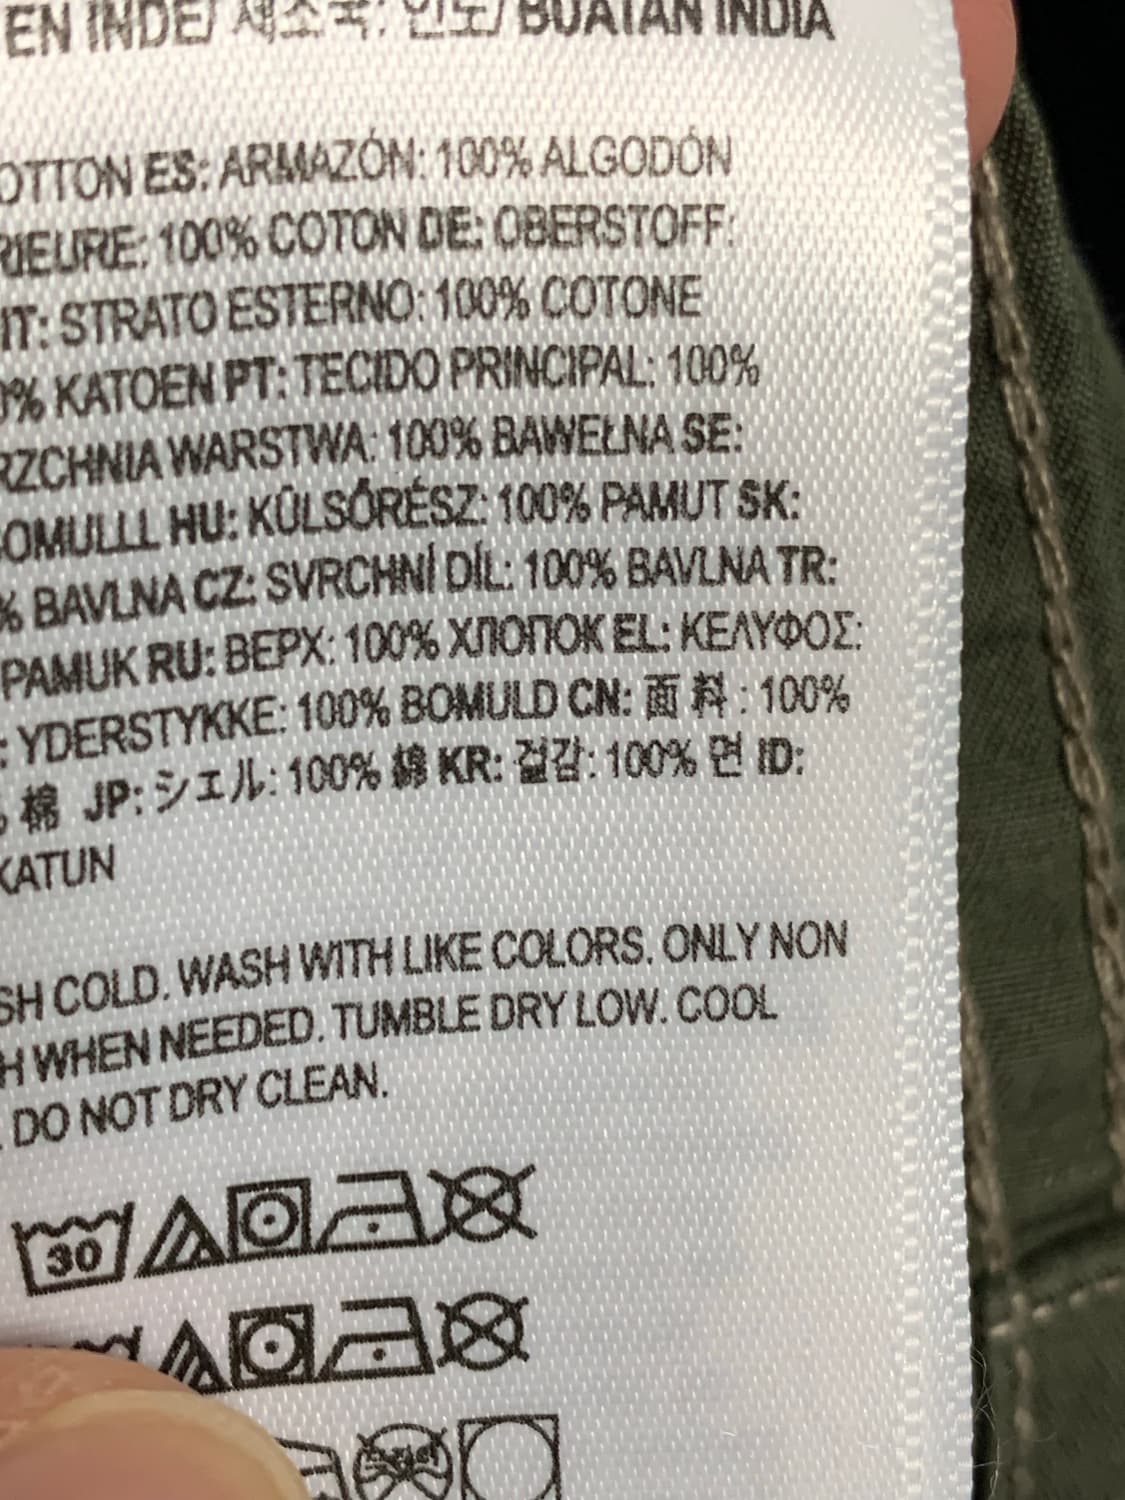 EN INDE/ 제조국: 인도/ BUATAN INDIA
OTTON ES: ARMAZÓN: 100% ALGODÓN
RIEURE: 100% COTON DE: OBERSTOFF:
IT: STRATO ESTERNO: 100% COTONE
0% KATOEN PT: TECIDO PRINCIPAL: 100%
RZCHNIA WARSTWA: 100% BAWEŁNA SE:
OMULLL HU: KÜLSŐRÉSZ: 100% PAMUT SK:
% BAVLNA CZ: SVRCHNÍ DÍL: 100% BAVLNA TR:
PAMUK RU: ВЕРХ: 100% ХЛОПОК EL: ΚΕΛΥΦΟΣ:
: YDERSTYKKE: 100% BOMULD CN: 面料: 100%
% 棉 JP: シェル: 100% 綿 KR: 겉감: 100% 면 ID:
KATUN
SH COLD. WASH WITH LIKE COLORS. ONLY NON
H WHEN NEEDED. TUMBLE DRY LOW. COOL
. DO NOT DRY CLEAN.
30